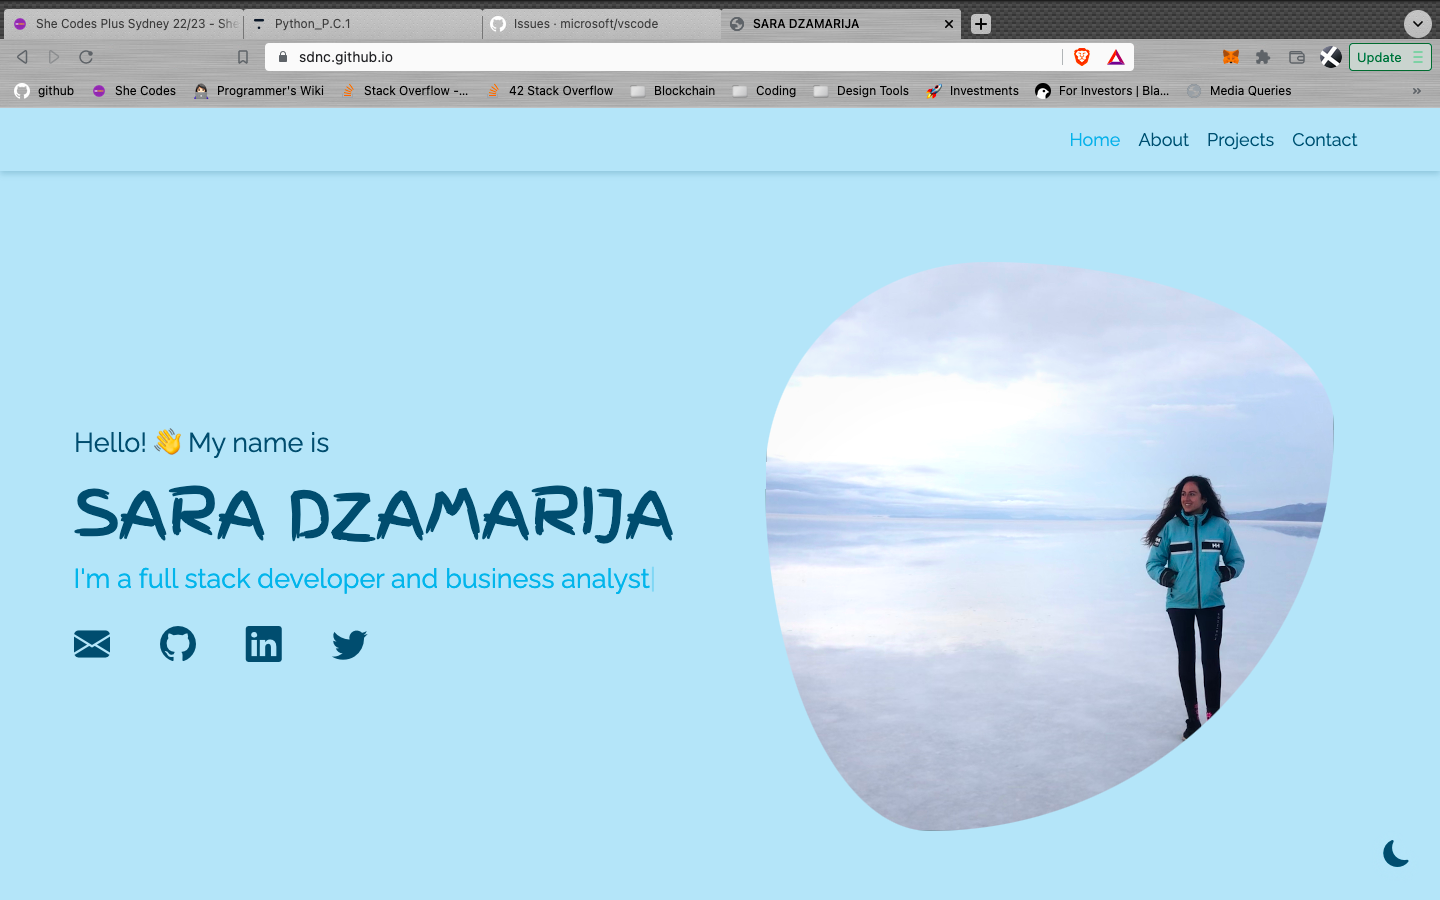 She Codes Plus Sydney 22/23 - She
Python_P.C.1
Issues · microsoft/vscode
SARA DZAMARIJA
sdnc.github.io
Update
github
She Codes
Programmer's Wiki
Stack Overflow -...
42 Stack Overflow
Blockchain
Coding
Design Tools
Investments
For Investors | Bla...
Media Queries
Home
About
Projects
Contact
Hello! 👋 My name is
SARA DZAMARIJA
I'm a full stack developer and business analyst
in
HH